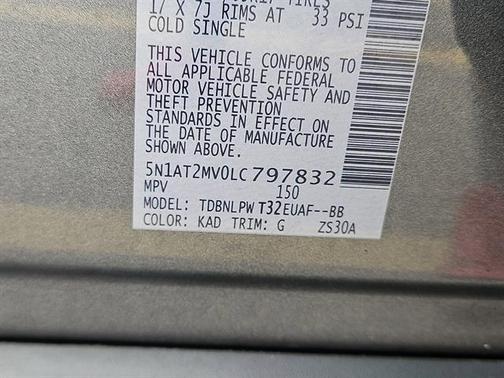 17 X 7J RIMS AT 33 PSI
COLD SINGLE
THIS VEHICLE CONFORMS TO
ALL APPLICABLE FEDERAL
MOTOR VEHICLE SAFETY AND
THEFT PREVENTION
STANDARDS IN EFFECT ON
THE DATE OF MANUFACTURE
SHOWN ABOVE.
5N1AT2MV0LC797832
MPV 150
MODEL: TDBNLPW T32EUAF--BB
COLOR: KAD TRIM: G ZS30A